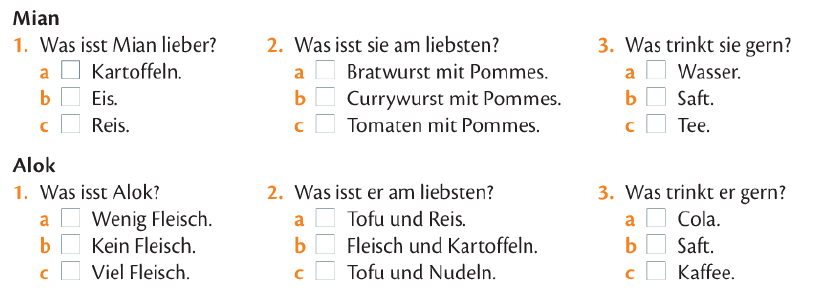 Mian
1. Was isst Mian lieber?
a Kartoffeln.
b Eis.
c Reis.
2. Was isst sie am liebsten?
a Bratwurst mit Pommes.
b Currywurst mit Pommes.
c Tomaten mit Pommes.
3. Was trinkt sie gern?
a Wasser.
b Saft.
c Tee.
Alok
1. Was isst Alok?
a Wenig Fleisch.
b Kein Fleisch.
c Viel Fleisch.
2. Was isst er am liebsten?
a Tofu und Reis.
b Fleisch und Kartoffeln.
c Tofu und Nudeln.
3. Was trinkt er gern?
a Cola.
b Saft.
c Kaffee.